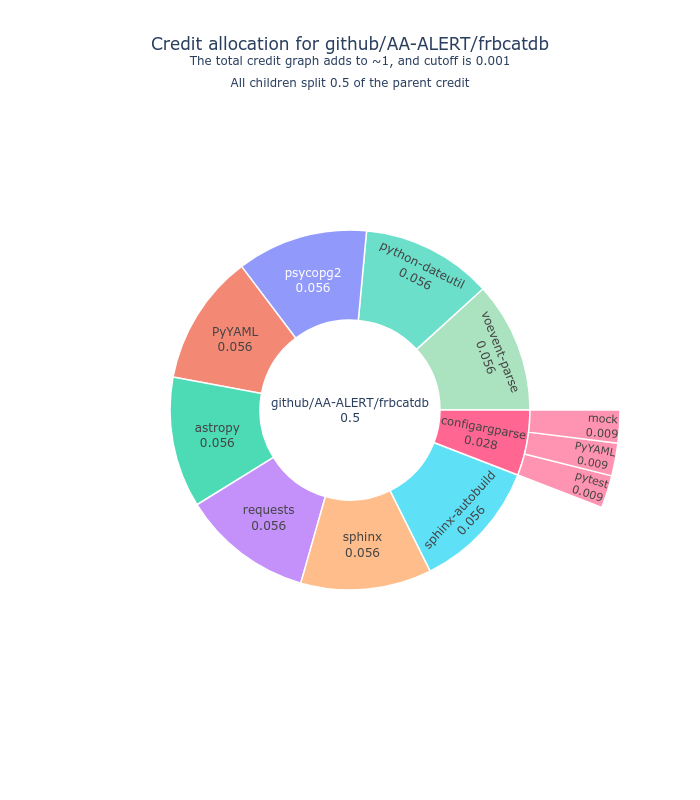 Credit allocation for github/AA-ALERT/frbcatdb
The total credit graph adds to ~1, and cutoff is 0.001
All children split 0.5 of the parent credit
python-dateutil
0.056
psycopg2
0.056
voevent-parse
0.056
PyYAML
0.056
github/AA-ALERT/frbcatdb
0.5
configargparse
0.028
mock
0.009
PyYAML
0.009
pytest
0.009
astropy
0.056
requests
0.056
sphinx
0.056
sphinx-autobuild
0.056